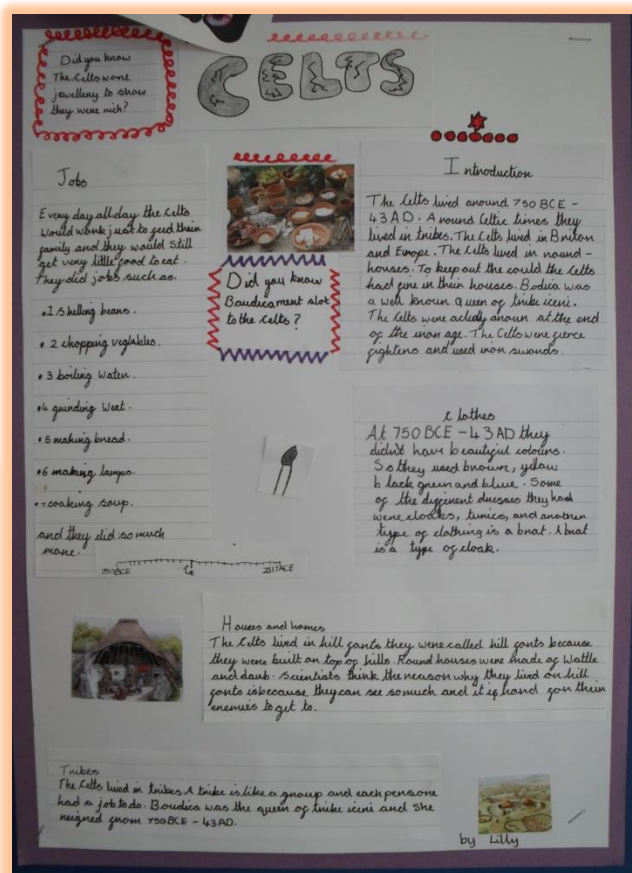 Did you know
The Celts wore
jewellery to show
they were rich?
CELTS
Jobs
Every day all day the Celts
would work just to feed their
family and they would still
get very little food to eat.
They did jobs such as.
•1 shelling beans.
• 2 chopping vegtables.
• 3 boiling water.
•4 grinding weat.
•5 making bread.
•6 making lamps.
•7 coaking soup.
and they did so much
more.
750BCE
2017ACE
Did you know
Boudica ment slot
to the Celts?
Introduction
The Celts lived around 750 BCE -
43AD. Around Celtic times they
lived in tribes. The Celts lived in Briton
and Europe. The Celts lived in round-
houses. To keep out the could the Celts
had fire in their houses. Bodica was
a well known Queen of tribe iceni.
The Celts were acledy aroun at the end
of the iron age. The Celts were fierce
fighters and used iron swords.
clothes
At 750 BCE - 43 AD they
didn't have beautiful colours.
So they used brown, yelow
black green and blue. Some
of the different dresses they had
were cloaks, tunics, and another
type of clothing is a brat. A brat
is a type of cloak.
Houses and homes
The Celts lived in hill forts they were called hill forts because
they were built on top of hills. Round houses were made of Wattle
and daub. Scientists think the reason why they lived on hill
forts is because they can see so much and it is hard for their
enemies to get to.
Tribes
The Celts lived in tribes A tribe is like a group and each persone
had a job to do. Boudica was the queen of tribe icini and she
reigned from 750 BCE - 43AD.
by Lilly